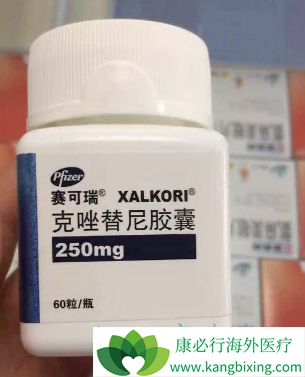 Pfizer
赛可瑞® XALKORI®
克唑替尼胶囊
250mg
60粒/瓶
康必行海外医疗
www.kangbixing.com